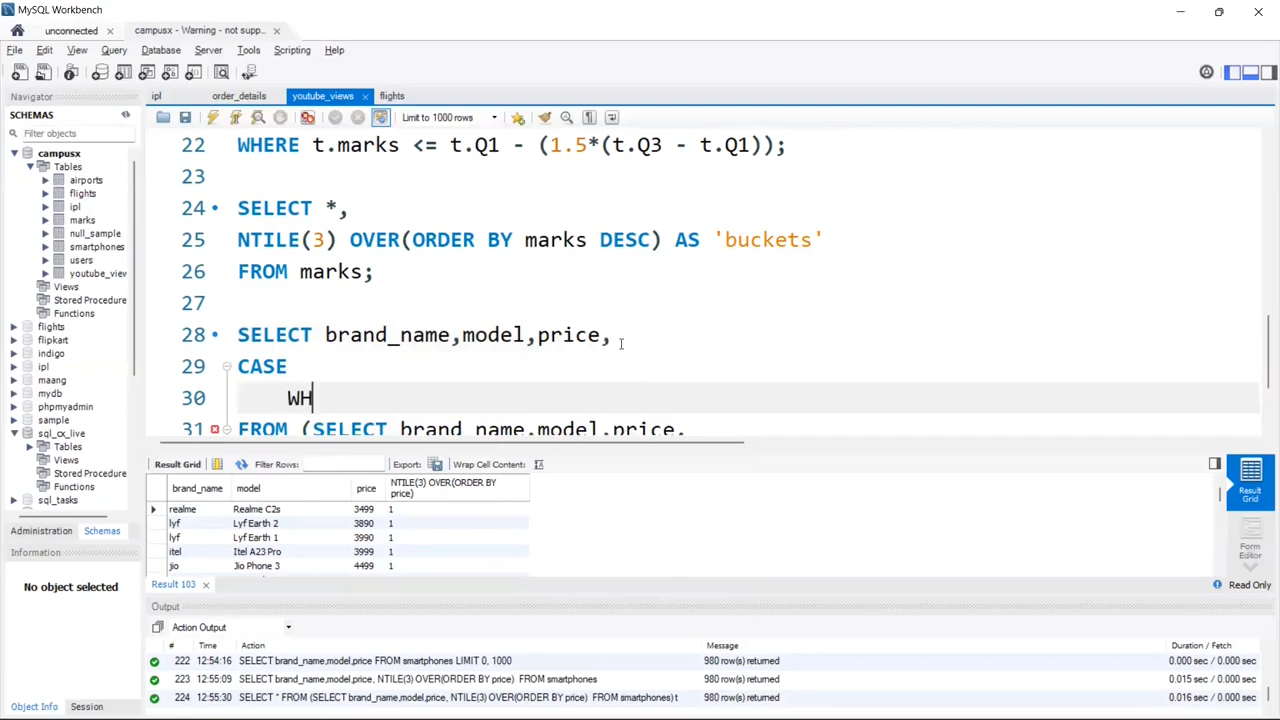 MySQL Workbench
unconnected
campusx - Warning - not supp...
File Edit View Query Database Server Tools Scripting Help
Navigator
SCHEMAS
Filter objects
campusx
Tables
airports
flights
ipl
marks
null_sample
smartphones
users
youtube_view
Views
Stored Procedure
Functions
flights
flipkart
indigo
ipl
maang
mydb
phpmyadmin
sample
sql_cx_live
Tables
Views
Stored Procedure
Functions
sql_tasks
Administration Schemas
Information
No object selected
Object Info Session
ipl order_details youtube_views flights
Limit to 1000 rows
22 WHERE t.marks <= t.Q1 - (1.5*(t.Q3 - t.Q1));
23
24 SELECT *,
25 NTILE(3) OVER(ORDER BY marks DESC) AS 'buckets'
26 FROM marks;
27
28 SELECT brand_name,model,price,
29 CASE
30 WH
31 FROM (SELECT brand_name,model,price,
Result Grid Filter Rows: Export: Wrap Cell Content:
brand_name model price NTILE(3) OVER(ORDER BY price)
realme Realme C2s 3499 1
lyf Lyf Earth 2 3890 1
lyf Lyf Earth 1 3990 1
itel Itel A23 Pro 3999 1
jio Jio Phone 3 4499 1
Result Grid
Form Editor
Result 103
Read Only
Output
Action Output
# Time Action Message Duration / Fetch
222 12:54:16 SELECT brand_name,model,price FROM smartphones LIMIT 0, 1000 980 row(s) returned 0.000 sec / 0.000 sec
223 12:55:09 SELECT brand_name,model,price, NTILE(3) OVER(ORDER BY price) FROM smartphones 980 row(s) returned 0.015 sec / 0.000 sec
224 12:55:30 SELECT * FROM (SELECT brand_name,model,price, NTILE(3) OVER(ORDER BY price) FROM smartphones) t 980 row(s) returned 0.016 sec / 0.000 sec